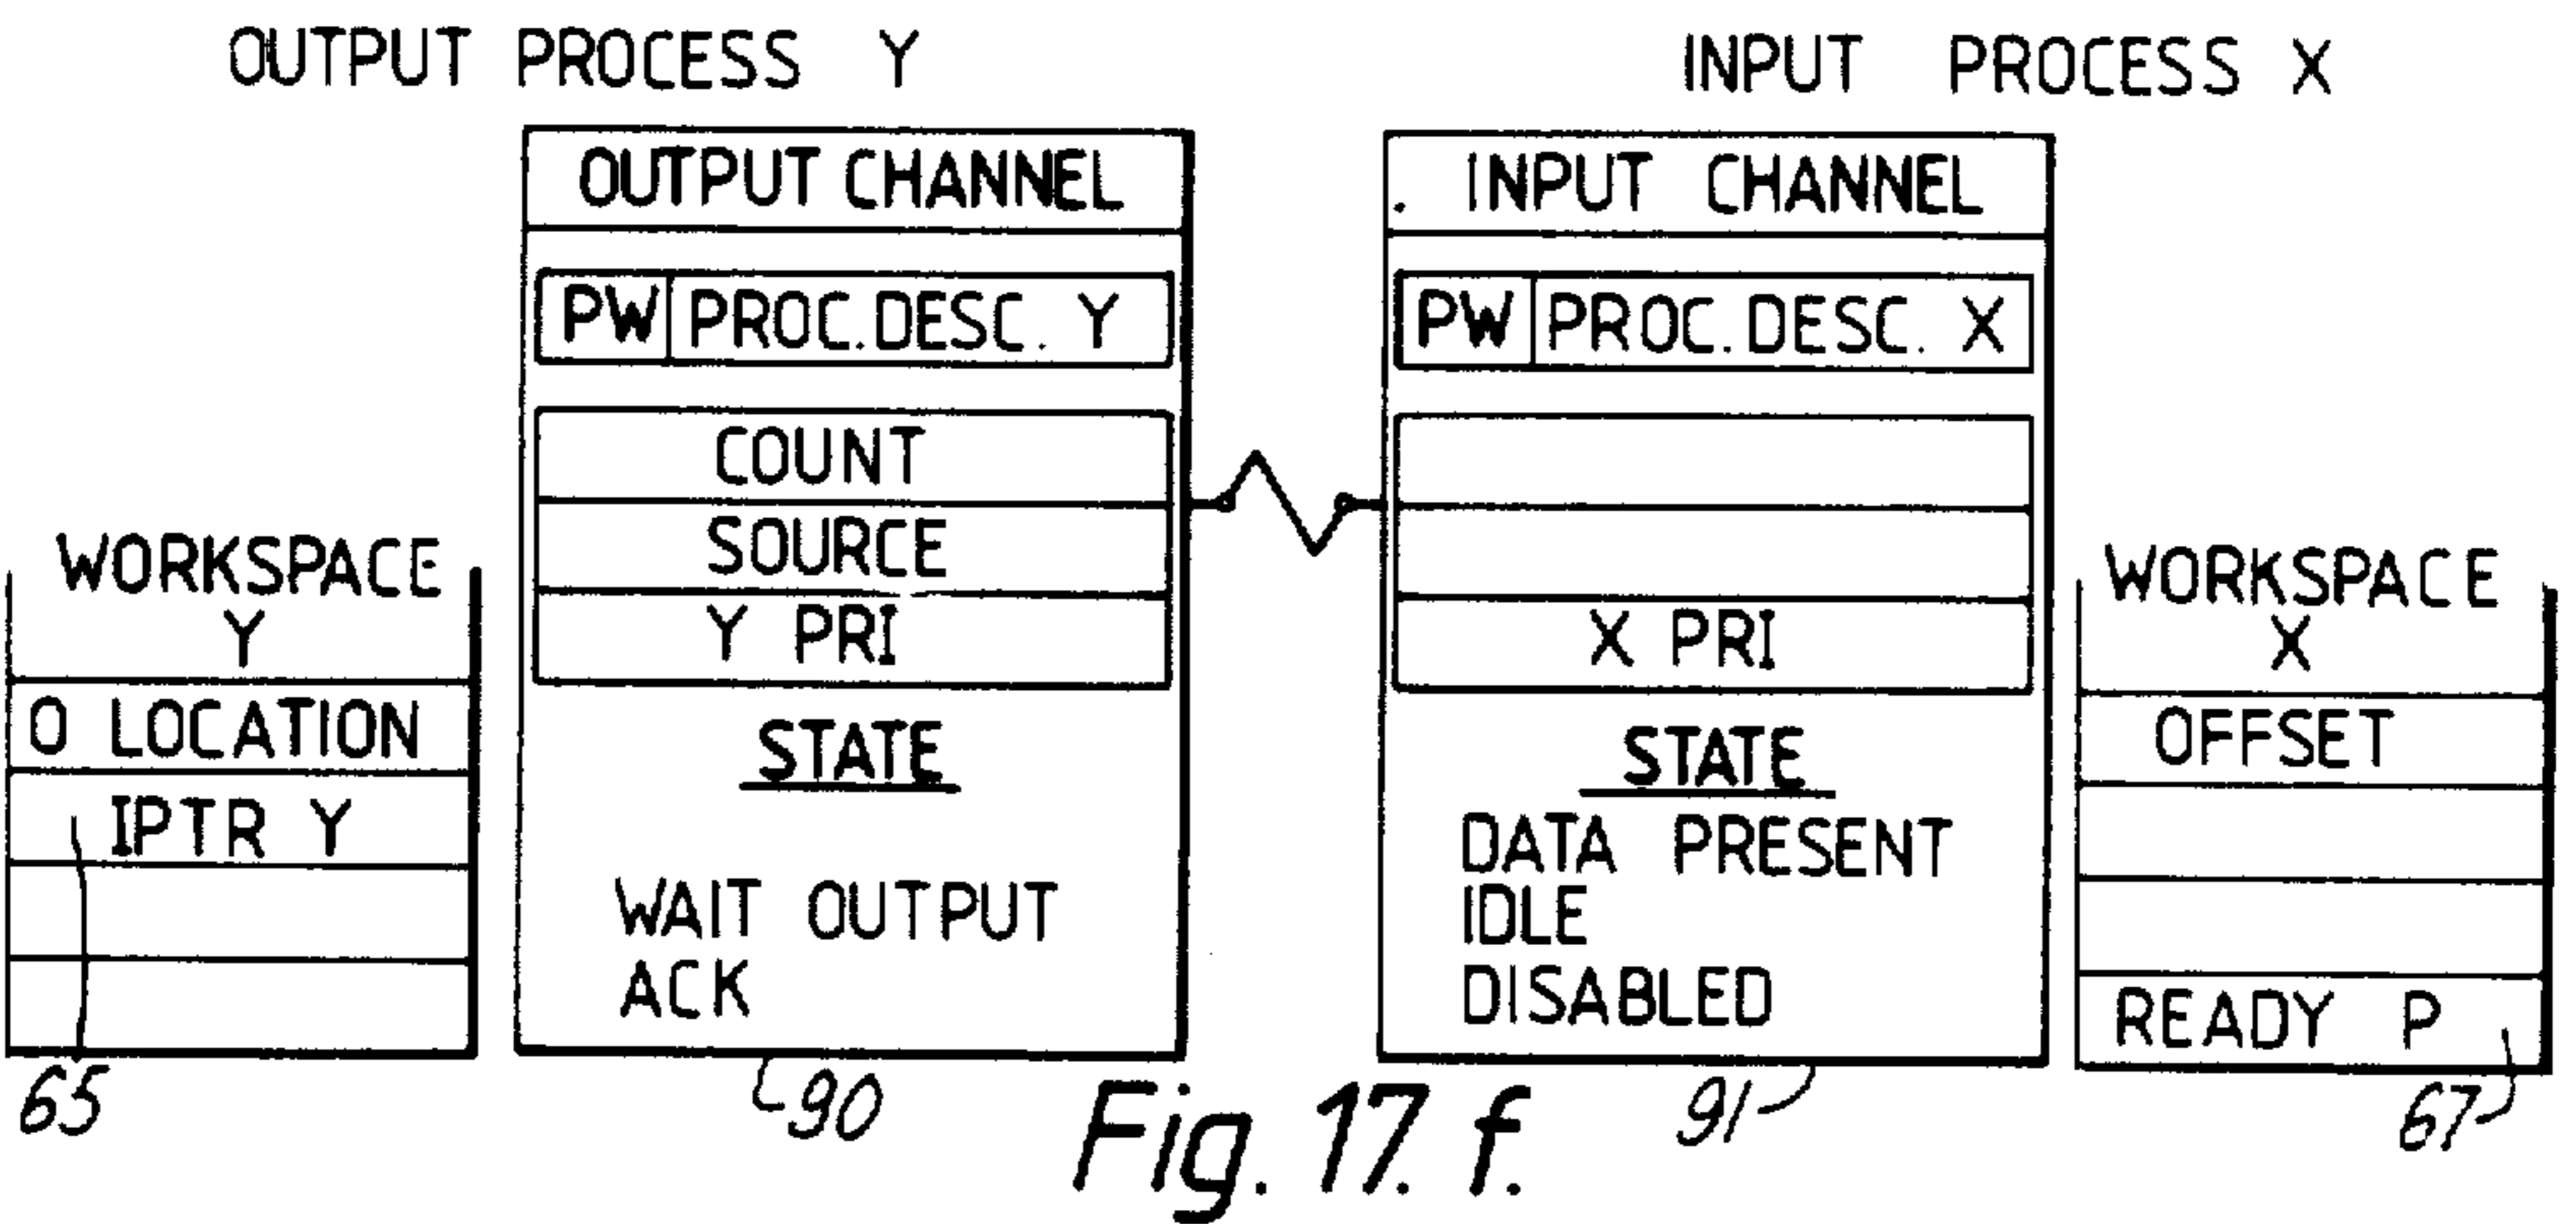 OUTPUT PROCESS Y
INPUT PROCESS X
OUTPUT CHANNEL
PW PROC.DESC. Y
COUNT
SOURCE
Y PRI
STATE
WAIT OUTPUT
ACK
WORKSPACE
Y
O LOCATION
IPTR Y
65
90
INPUT CHANNEL
PW PROC.DESC. X
X PRI
STATE
DATA PRESENT
IDLE
DISABLED
WORKSPACE
X
OFFSET
READY P
91
67
Fig. 17. f.